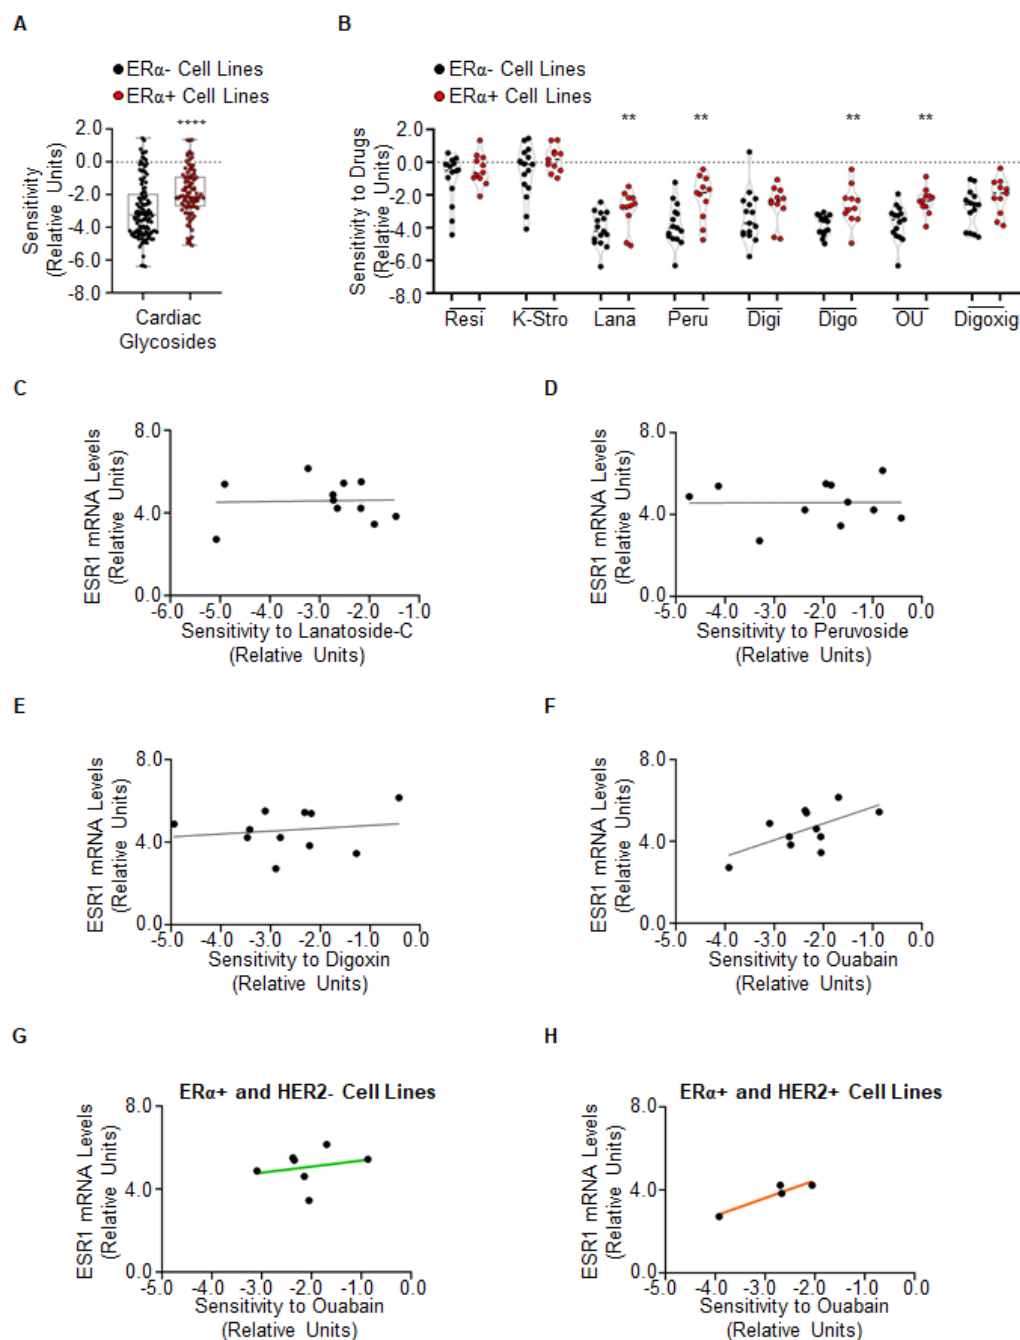 A
B
ERα- Cell Lines
ERα+ Cell Lines
****
Sensitivity
(Relative Units)
2.0
0.0
-2.0
-4.0
-6.0
-8.0
Cardiac
Glycosides
ERα- Cell Lines
ERα+ Cell Lines
** ** ** **
Sensitivity to Drugs
(Relative Units)
2.0
0.0
-2.0
-4.0
-6.0
-8.0
Resi K-Stro Lana Peru Digi Digo OU Digoxig
C
D
ESR1 mRNA Levels
(Relative Units)
8.0
4.0
0.0
-6.0 -5.0 -4.0 -3.0 -2.0 -1.0
Sensitivity to Lanatoside-C
(Relative Units)
ESR1 mRNA Levels
(Relative Units)
8.0
4.0
0.0
-5.0 -4.0 -3.0 -2.0 -1.0 0.0
Sensitivity to Peruvoside
(Relative Units)
E
F
ESR1 mRNA Levels
(Relative Units)
8.0
4.0
0.0
-5.0 -4.0 -3.0 -2.0 -1.0 0.0
Sensitivity to Digoxin
(Relative Units)
ESR1 mRNA Levels
(Relative Units)
8.0
4.0
0.0
-5.0 -4.0 -3.0 -2.0 -1.0 0.0
Sensitivity to Ouabain
(Relative Units)
G
H
ERα+ and HER2- Cell Lines
ESR1 mRNA Levels
(Relative Units)
8.0
4.0
0.0
-5.0 -4.0 -3.0 -2.0 -1.0 0.0
Sensitivity to Ouabain
(Relative Units)
ERα+ and HER2+ Cell Lines
ESR1 mRNA Levels
(Relative Units)
8.0
4.0
0.0
-5.0 -4.0 -3.0 -2.0 -1.0 0.0
Sensitivity to Ouabain
(Relative Units)